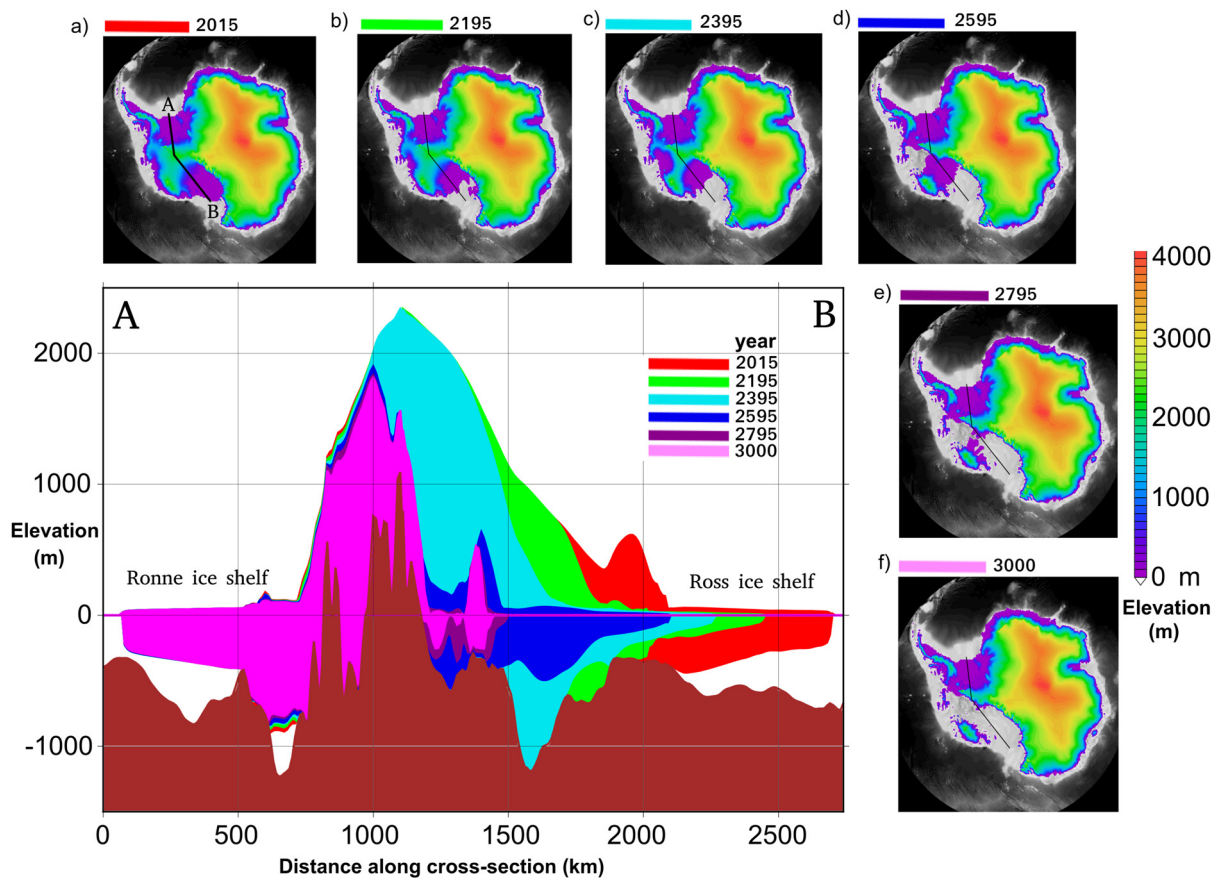 a) 2015
b) 2195
c) 2395
d) 2595
A
B
A
B
2000
1000
0
-1000
Elevation
(m)
year
2015
2195
2395
2595
2795
3000
Ronne ice shelf
Ross ice shelf
0 500 1000 1500 2000 2500
Distance along cross-section (km)
e) 2795
f) 3000
4000
3000
2000
1000
0 m
Elevation
(m)